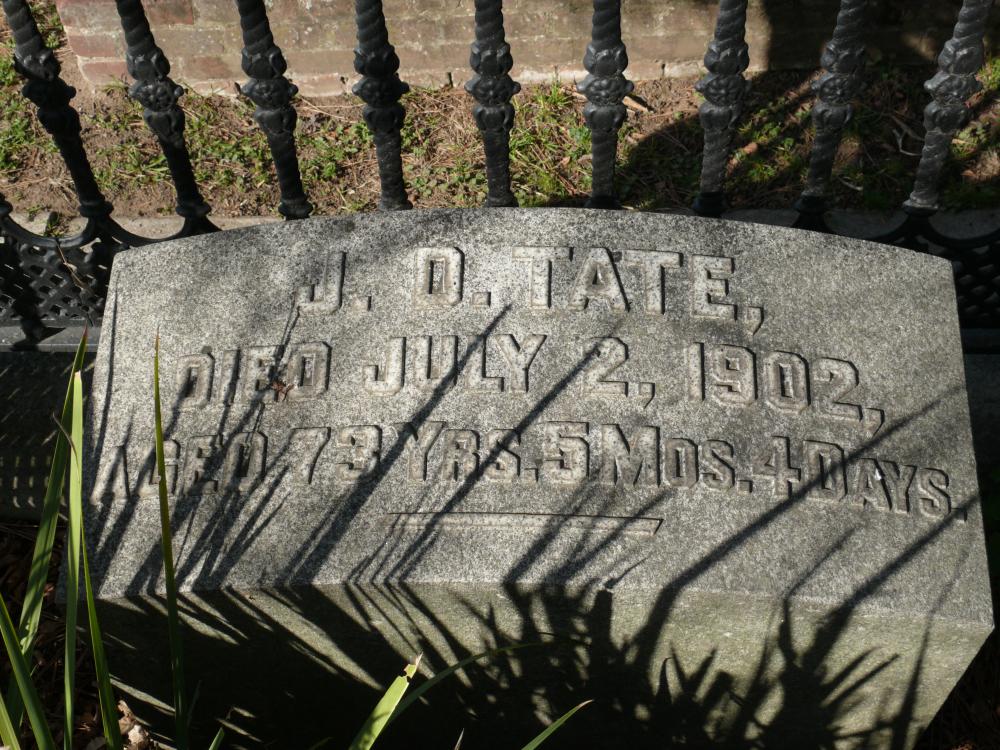 J. O. TATE,
DIED JULY 2, 1902,
AGED 73 YRS. 5 MOS. 4 DAYS.